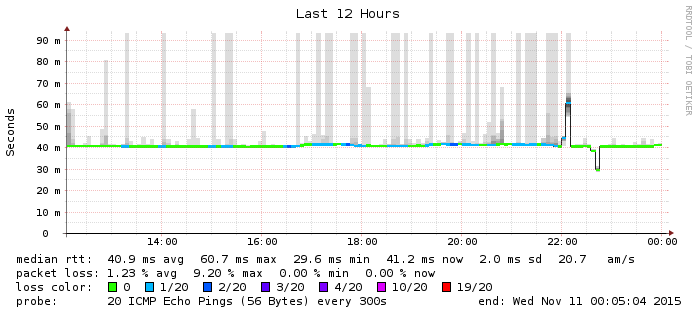 Last 12 Hours
RRDTOOL / TOBI OETIKER
Seconds
90 m
80 m
70 m
60 m
50 m
40 m
30 m
20 m
10 m
0
14:00 16:00 18:00 20:00 22:00 00:00
median rtt: 40.9 ms avg 60.7 ms max 29.6 ms min 41.2 ms now 2.0 ms sd 20.7 am/s
packet loss: 1.23 % avg 9.20 % max 0.00 % min 0.00 % now
loss color: 0 1/20 2/20 3/20 4/20 10/20 19/20
probe: 20 ICMP Echo Pings (56 Bytes) every 300s end: Wed Nov 11 00:05:04 2015